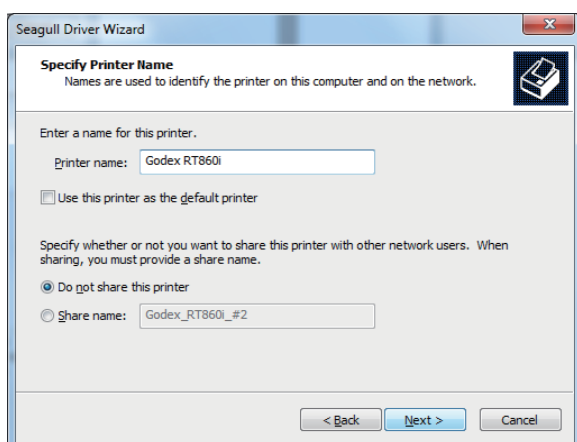 Seagull Driver Wizard
Specify Printer Name
Names are used to identify the printer on this computer and on the network.
Enter a name for this printer.
Printer name: Godex RT860i
Use this printer as the default printer
Specify whether or not you want to share this printer with other network users. When
sharing, you must provide a share name.
Do not share this printer
Share name: Godex_RT860i_#2
< Back Next > Cancel